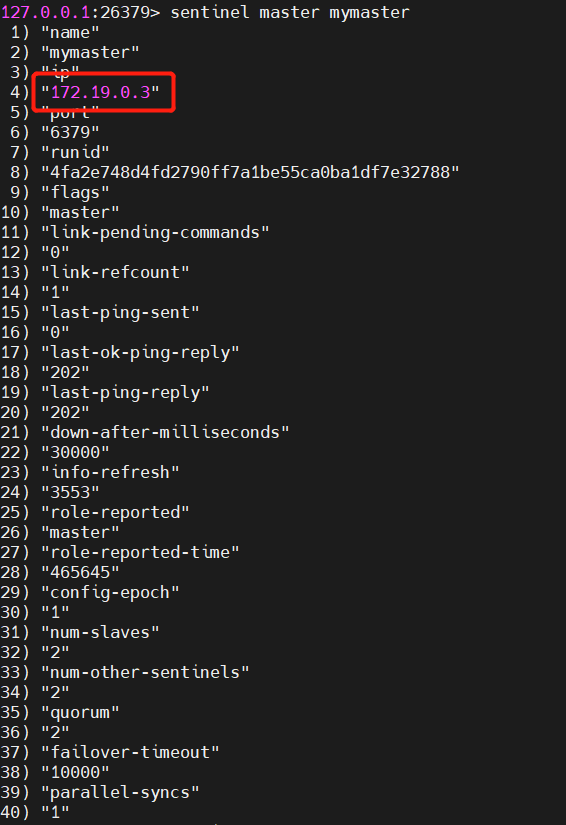 127.0.0.1:26379> sentinel master mymaster
1) "name"
2) "mymaster"
3) "ip"
4) "172.19.0.3"
5) "port"
6) "6379"
7) "runid"
8) "4fa2e748d4fd2790ff7a1be55ca0ba1df7e32788"
9) "flags"
10) "master"
11) "link-pending-commands"
12) "0"
13) "link-refcount"
14) "1"
15) "last-ping-sent"
16) "0"
17) "last-ok-ping-reply"
18) "202"
19) "last-ping-reply"
20) "202"
21) "down-after-milliseconds"
22) "30000"
23) "info-refresh"
24) "3553"
25) "role-reported"
26) "master"
27) "role-reported-time"
28) "465645"
29) "config-epoch"
30) "1"
31) "num-slaves"
32) "2"
33) "num-other-sentinels"
34) "2"
35) "quorum"
36) "2"
37) "failover-timeout"
38) "10000"
39) "parallel-syncs"
40) "1"